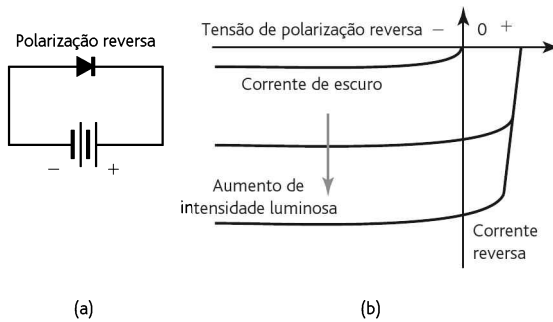 Polarização reversa
− +
(a)
Tensão de polarização reversa − 0 +
Corrente de escuro
Aumento de
intensidade luminosa
Corrente
reversa
(b)